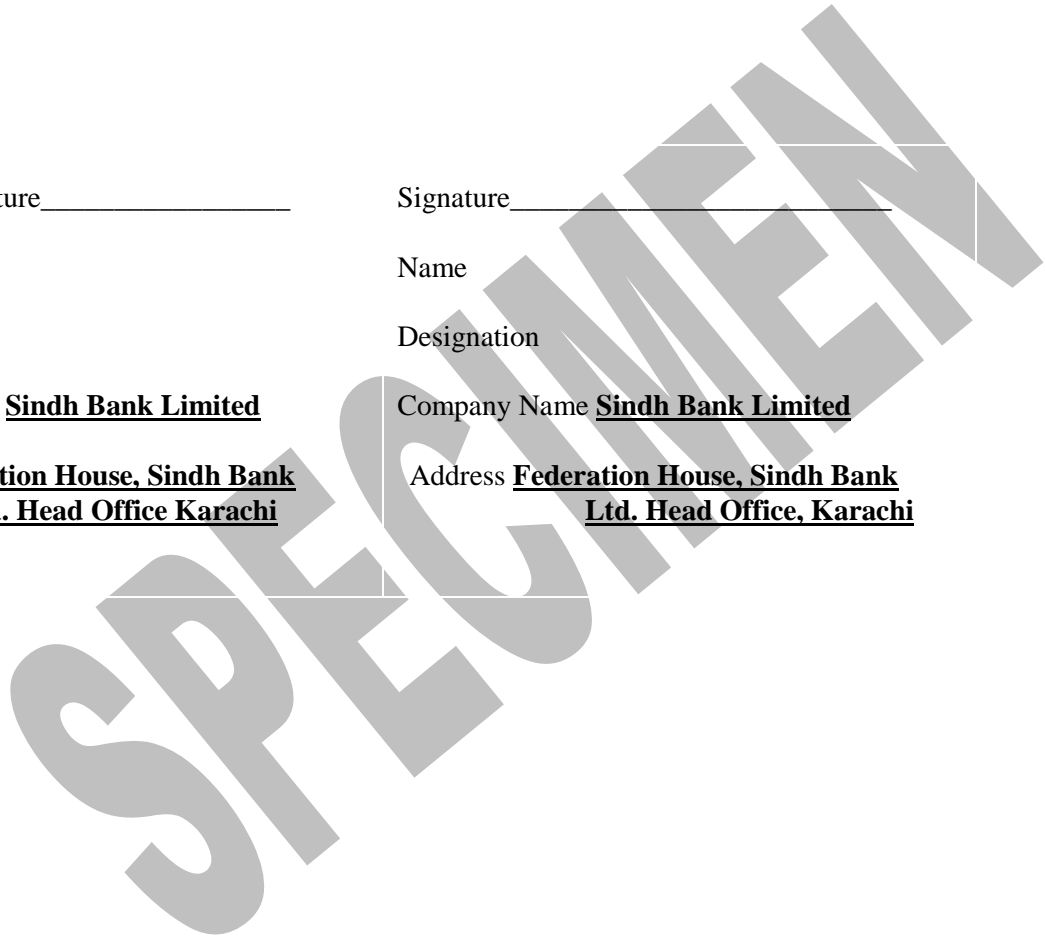 ture_________________ Signature__________________________
Name
Designation
Sindh Bank Limited Company Name Sindh Bank Limited
tion House, Sindh Bank Address Federation House, Sindh Bank
. Head Office Karachi Ltd. Head Office, Karachi
SPECIMEN